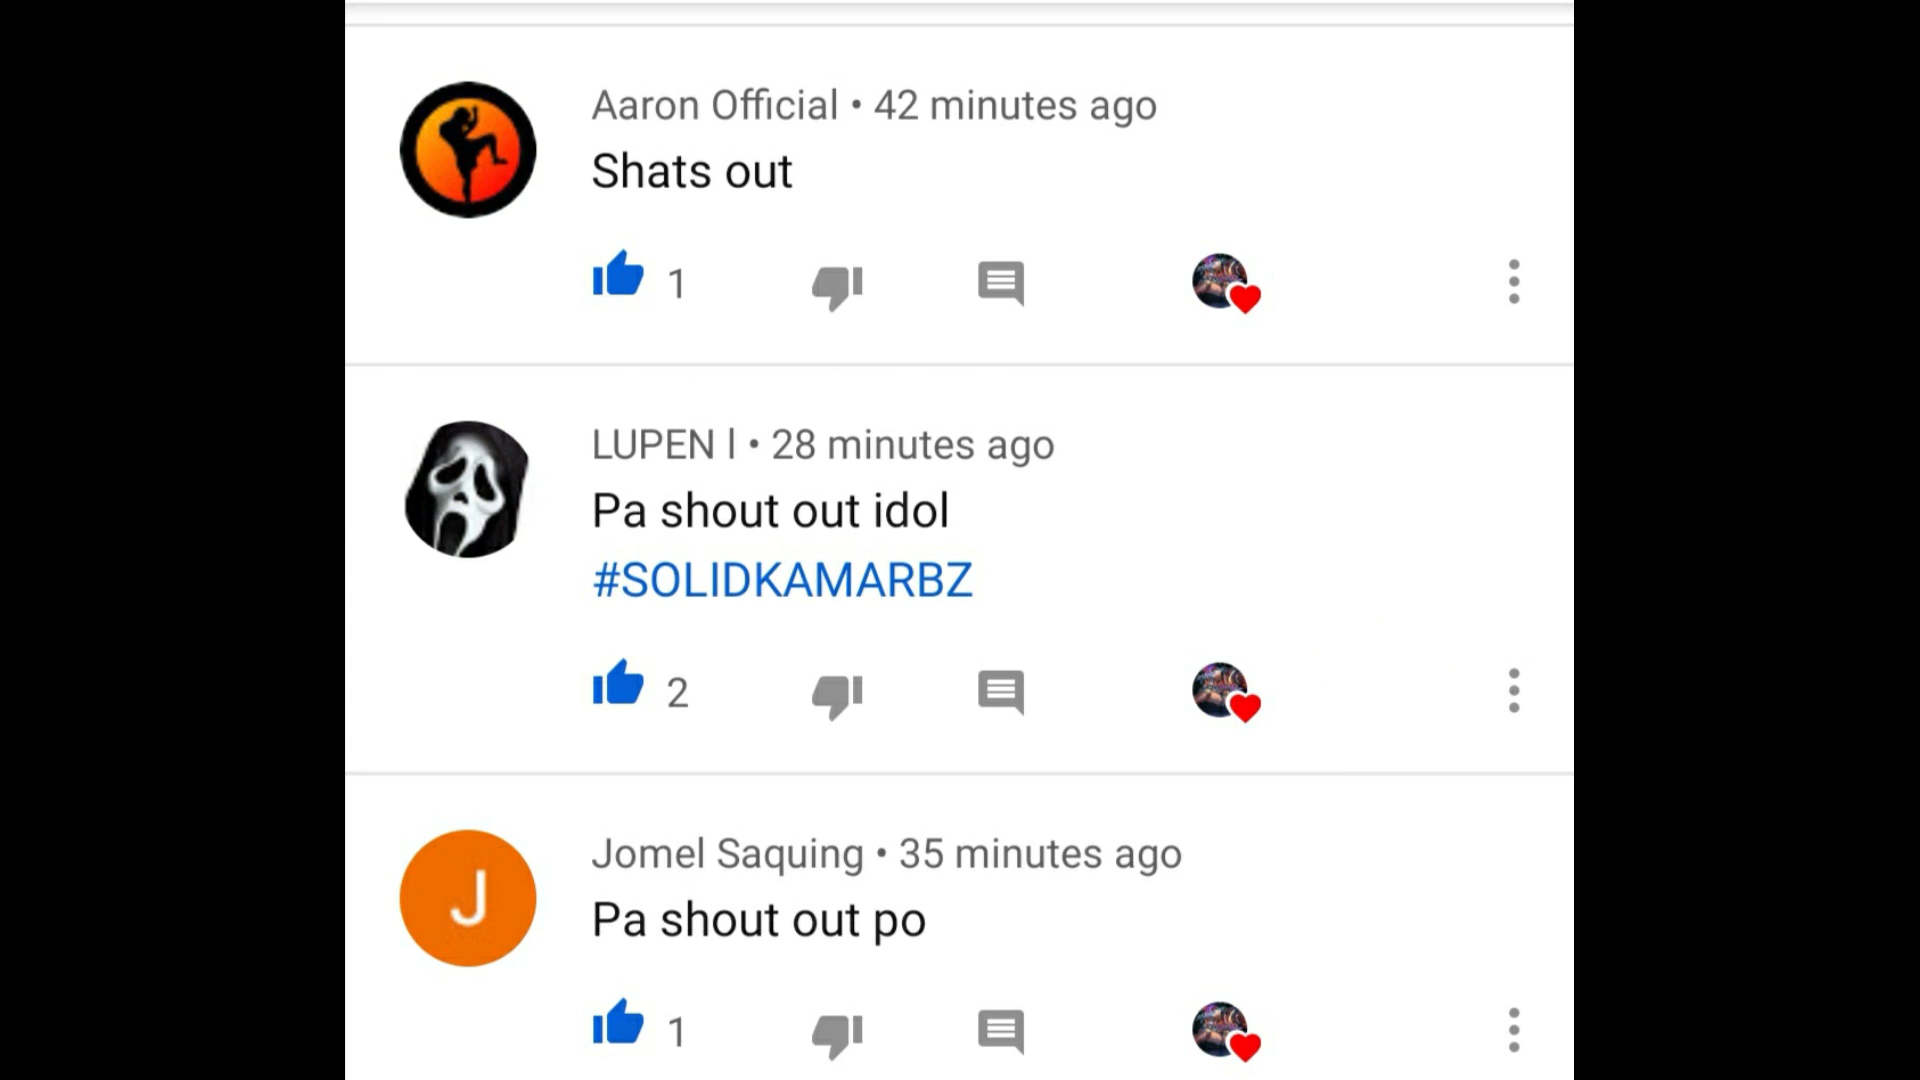 Aaron Official • 42 minutes ago
Shats out
1
LUPEN l • 28 minutes ago
Pa shout out idol
#SOLIDKAMARBZ
2
J
Jomel Saquing • 35 minutes ago
Pa shout out po
1